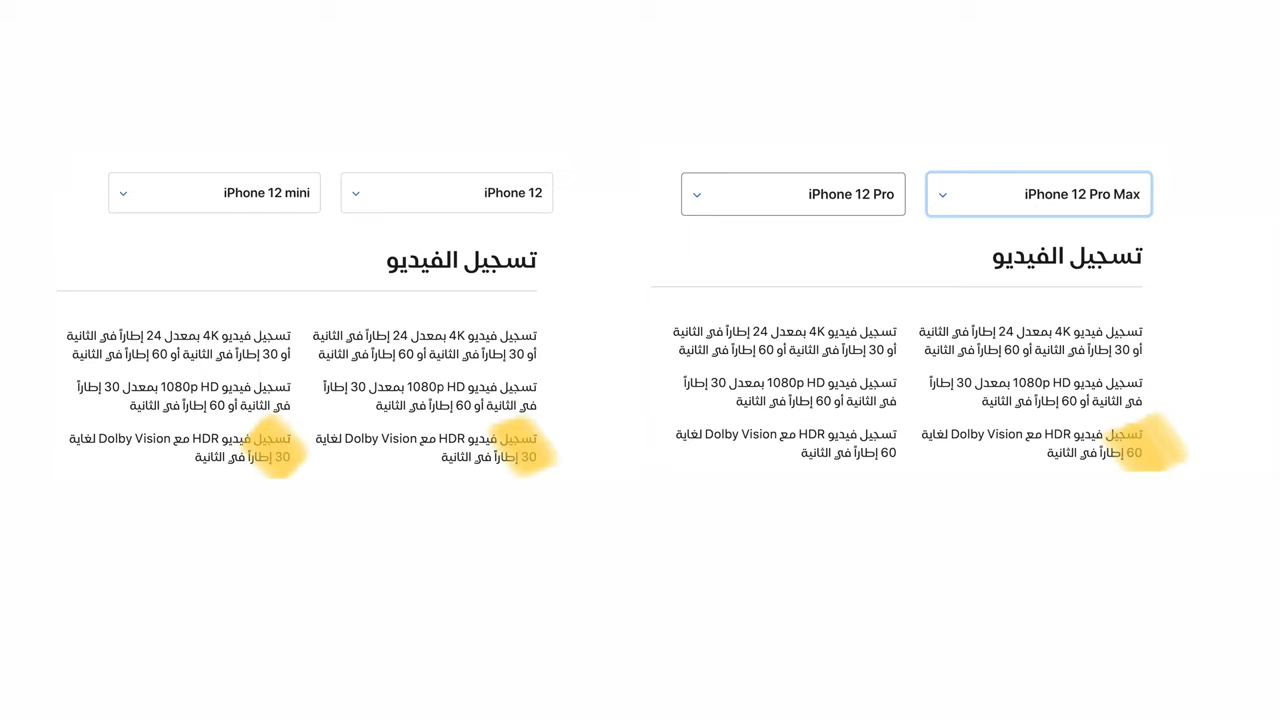 iPhone 12 Pro Max
iPhone 12 Pro
تسجيل الفيديو
تسجيل فيديو 4K بمعدل 24 إطاراً في الثانية
أو 30 إطاراً في الثانية أو 60 إطاراً في الثانية
تسجيل فيديو 1080p HD بمعدل 30 إطاراً
في الثانية أو 60 إطاراً في الثانية
تسجيل فيديو HDR مع Dolby Vision لغاية
60 إطاراً في الثانية
تسجيل فيديو 4K بمعدل 24 إطاراً في الثانية
أو 30 إطاراً في الثانية أو 60 إطاراً في الثانية
تسجيل فيديو 1080p HD بمعدل 30 إطاراً
في الثانية أو 60 إطاراً في الثانية
تسجيل فيديو HDR مع Dolby Vision لغاية
60 إطاراً في الثانية
iPhone 12
iPhone 12 mini
تسجيل الفيديو
تسجيل فيديو 4K بمعدل 24 إطاراً في الثانية
أو 30 إطاراً في الثانية أو 60 إطاراً في الثانية
تسجيل فيديو 1080p HD بمعدل 30 إطاراً
في الثانية أو 60 إطاراً في الثانية
تسجيل فيديو HDR مع Dolby Vision لغاية
30 إطاراً في الثانية
تسجيل فيديو 4K بمعدل 24 إطاراً في الثانية
أو 30 إطاراً في الثانية أو 60 إطاراً في الثانية
تسجيل فيديو 1080p HD بمعدل 30 إطاراً
في الثانية أو 60 إطاراً في الثانية
تسجيل فيديو HDR مع Dolby Vision لغاية
30 إطاراً في الثانية